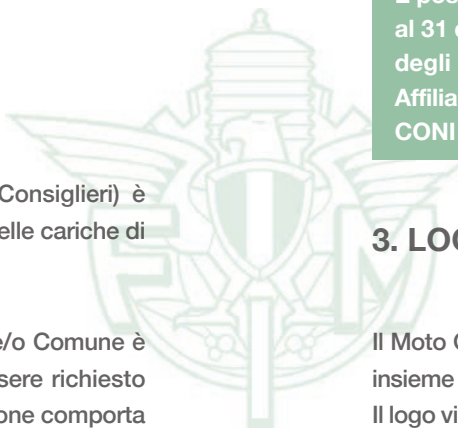 Consiglieri) è
elle cariche di
e/o Comune è
sere richiesto
one comporta
al 31
degli
Affilia
CONI
3. LOG
Il Moto
insieme
Il logo vi
F M